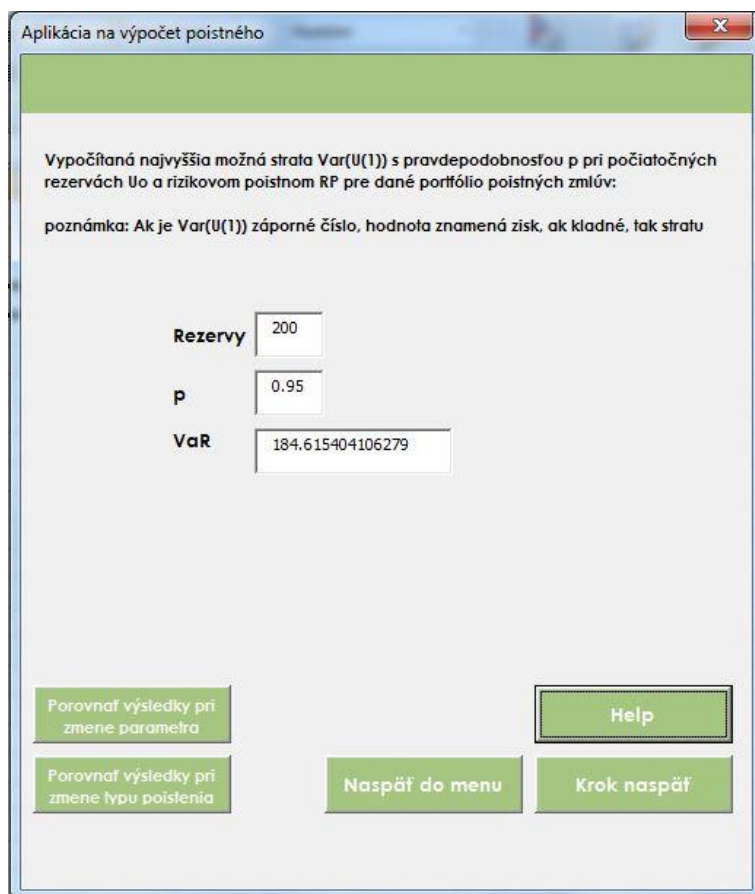 Aplikácia na výpočet poistného
Vypočítaná najvyššia možná strata Var(U(1)) s pravdepodobnosťou p pri počiatočných
rezervách Uo a rizikovom poistnom RP pre dané portfólio poistných zmlúv:
poznámka: Ak je Var(U(1)) záporné číslo, hodnota znamená zisk, ak kladné, tak stratu
Rezervy 200
p 0.95
VaR 184.615404106279
Porovnať výsledky pri
zmene parametra
Help
Porovnať výsledky pri
zmene typu poistenia
Naspäť do menu
Krok naspäť